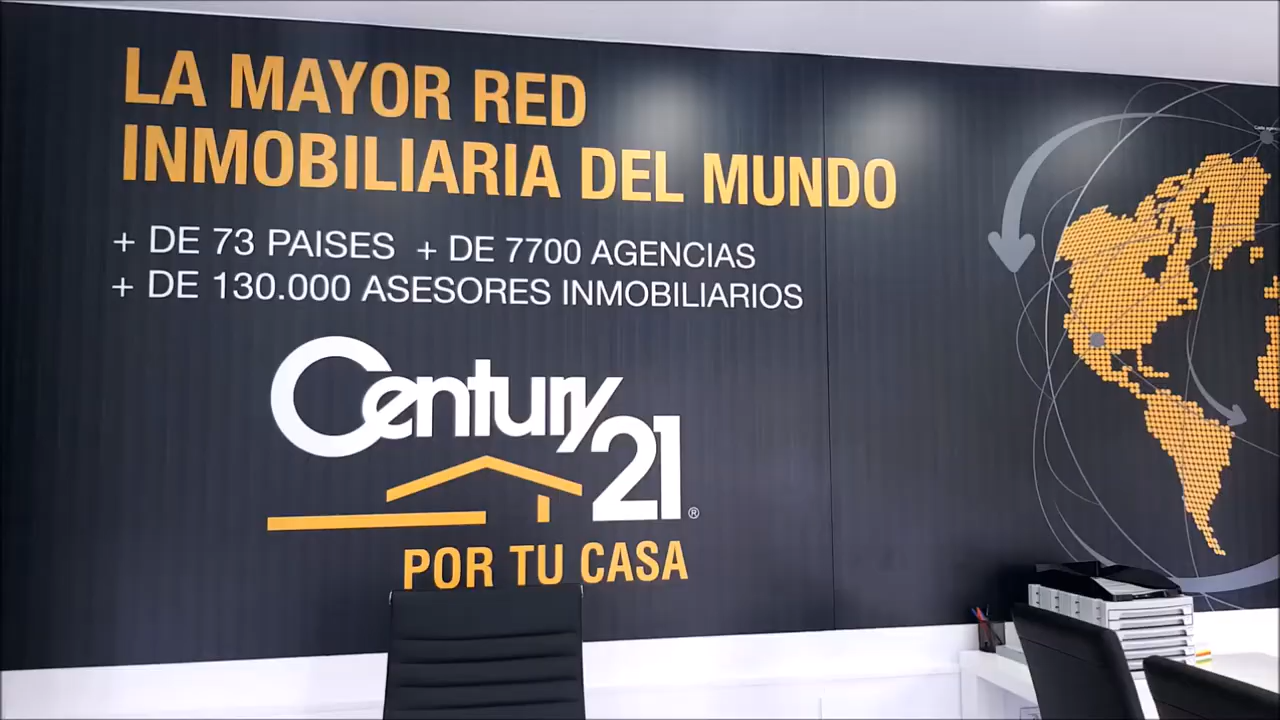 LA MAYOR RED
INMOBILIARIA DEL MUNDO
+ DE 73 PAISES + DE 7700 AGENCIAS
+ DE 130.000 ASESORES INMOBILIARIOS
Century
21®
POR TU CASA